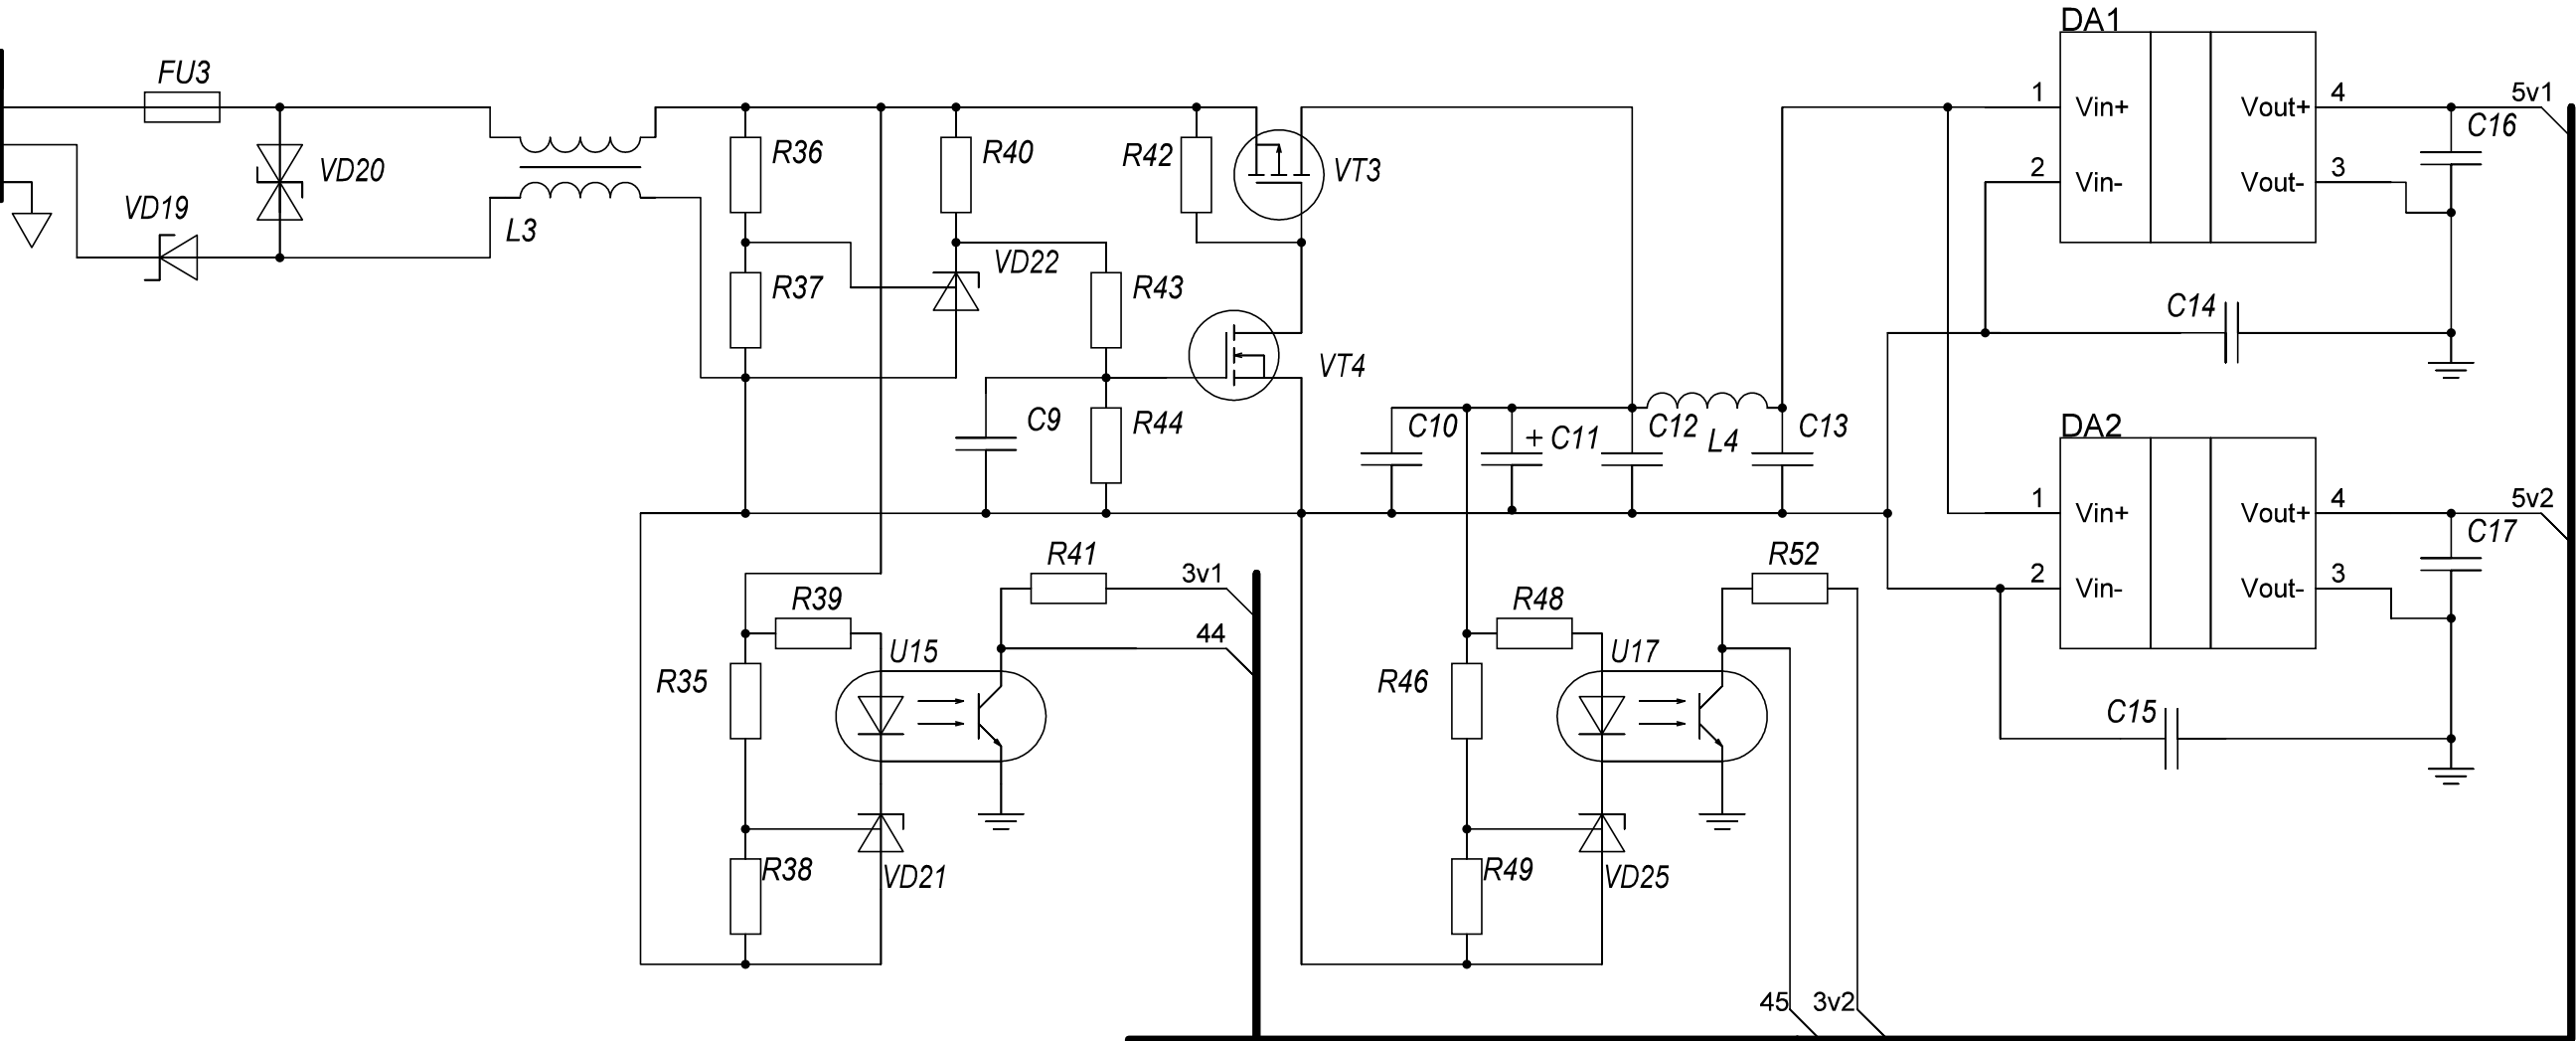 DA1
FU3
1
Vin+
Vout+
4
5v1
C16
R36
R40
R42
VT3
VD20
2
Vin-
Vout-
3
VD19
L3
VD22
R37
R43
C14
VT4
C9
R44
C10
+ C11
C12
L4
C13
DA2
1
Vin+
Vout+
4
5v2
C17
R41
3v1
R52
2
Vin-
Vout-
3
R39
R48
44
U15
U17
R35
R46
C15
R38
VD21
R49
VD25
45
3v2